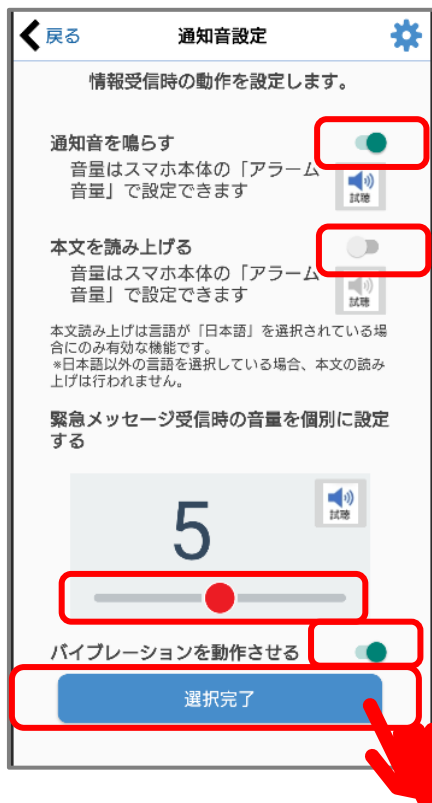 戻る
通知音設定
情報受信時の動作を設定します。
通知音を鳴らす
音量はスマホ本体の「アラーム
音量」で設定できます
試聴
本文を読み上げる
音量はスマホ本体の「アラーム
音量」で設定できます
試聴
本文読み上げは言語が「日本語」を選択されている場
合にのみ有効な機能です。
*日本語以外の言語を選択している場合、本文の読み
上げは行われません。
緊急メッセージ受信時の音量を個別に設定
する
5
試聴
バイブレーションを動作させる
選択完了